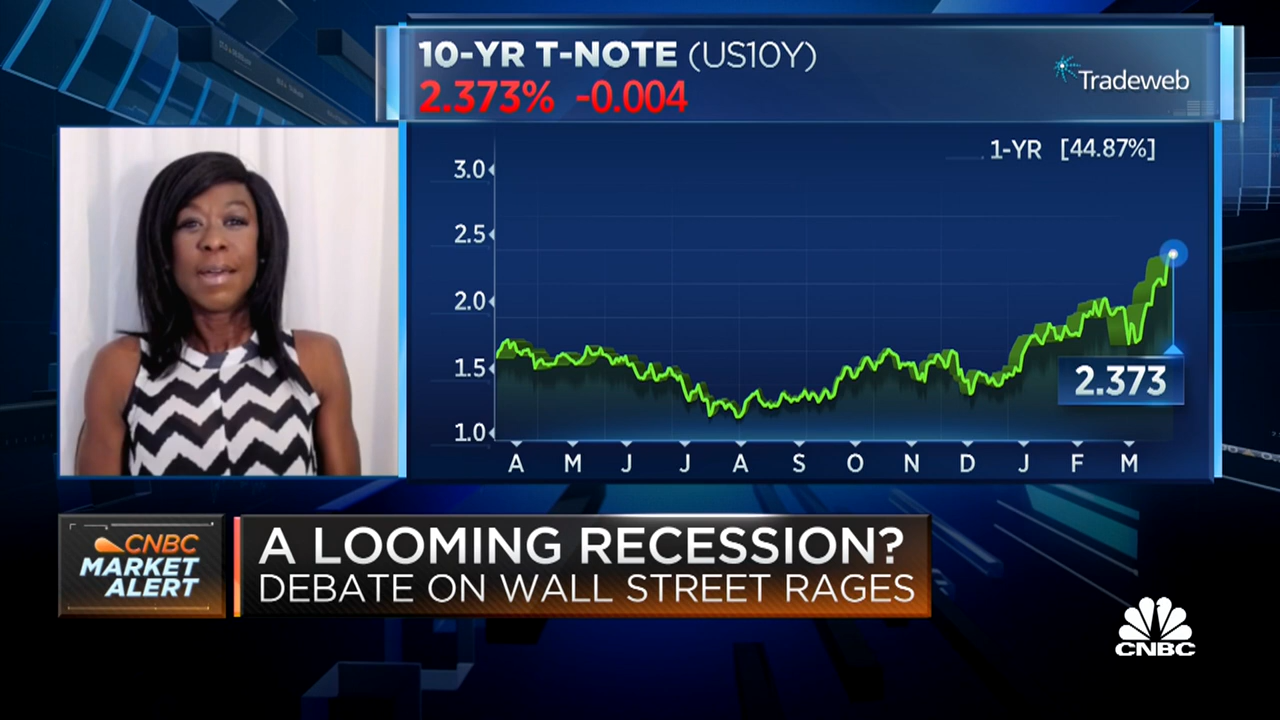 10-YR T-NOTE (US10Y)
2.373% -0.004
Tradeweb
1-YR [44.87%]
3.0
2.5
2.0
1.5
1.0
2.373
A M J J A S O N D J F M
CNBC
MARKET
ALERT
A LOOMING RECESSION?
DEBATE ON WALL STREET RAGES
CNBC